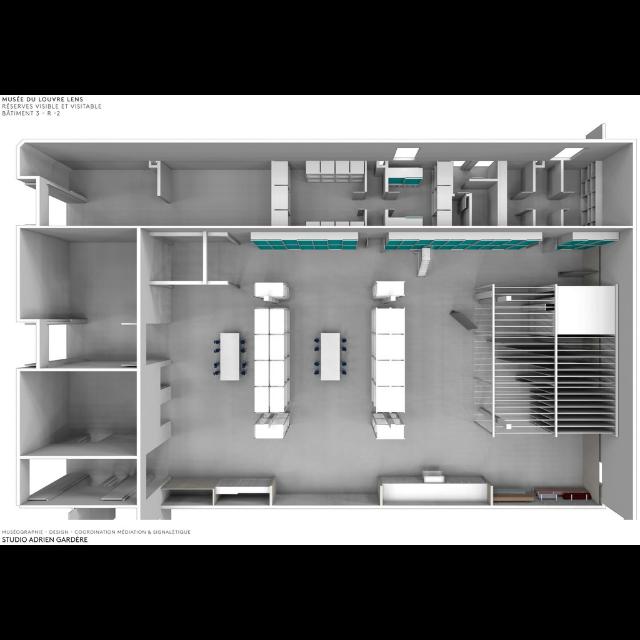 MUSÉE DU LOUVRE LENS
RÉSERVES VISIBLE ET VISITABLE
BÂTIMENT 3 - R -2
MUSÉOGRAPHIE - DESIGN - COORDINATION MÉDIATION & SIGNALÉTIQUE
STUDIO ADRIEN GARDÈRE